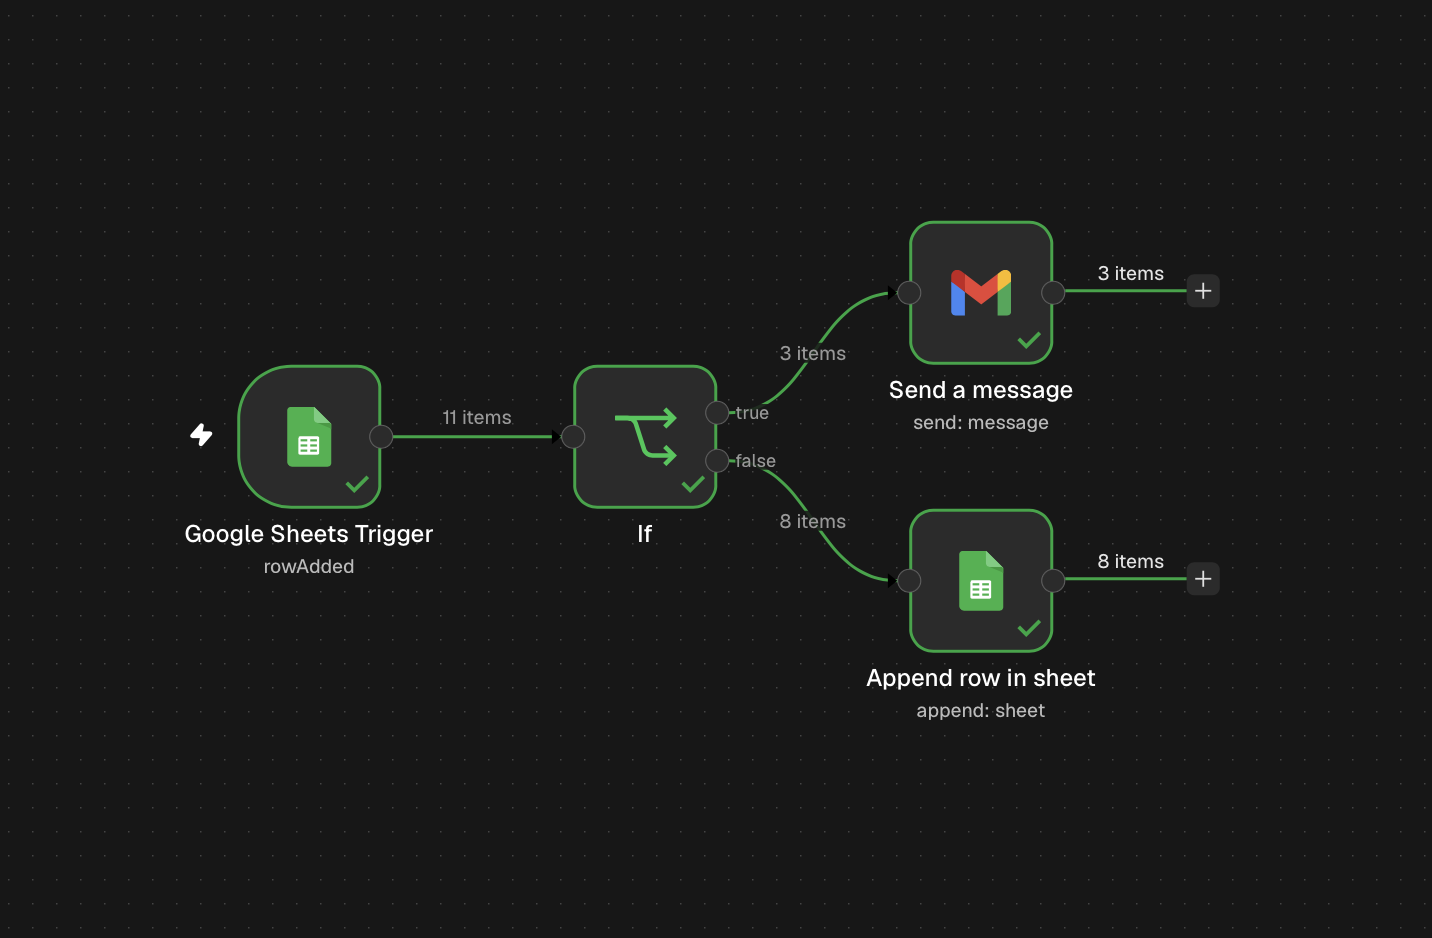 Google Sheets Trigger
rowAdded
11 items
If
true
false
3 items
8 items
Send a message
send: message
3 items
Append row in sheet
append: sheet
8 items